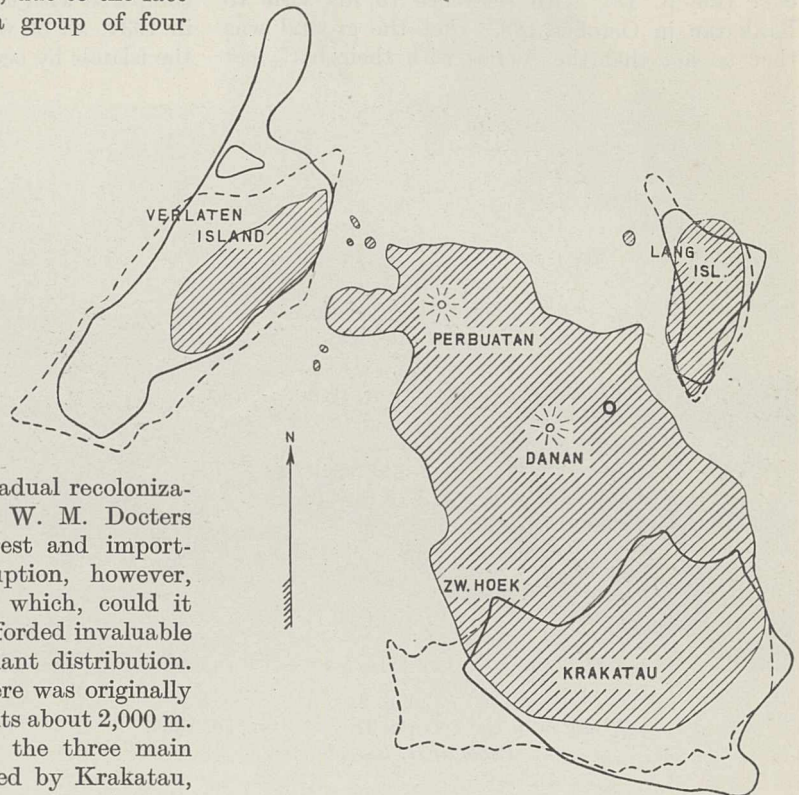 a group of four
VERLATEN
ISLAND
LANG
ISL.
PERBUATAN
DANAN
N
ZW. HOEK
KRAKATAU
adual recoloniza-
W. M. Docters
est and import-
uption, however,
which, could it
forded invaluable
ant distribution.
ere was originally
ts about 2,000 m.
the three main
ed by Krakatau,